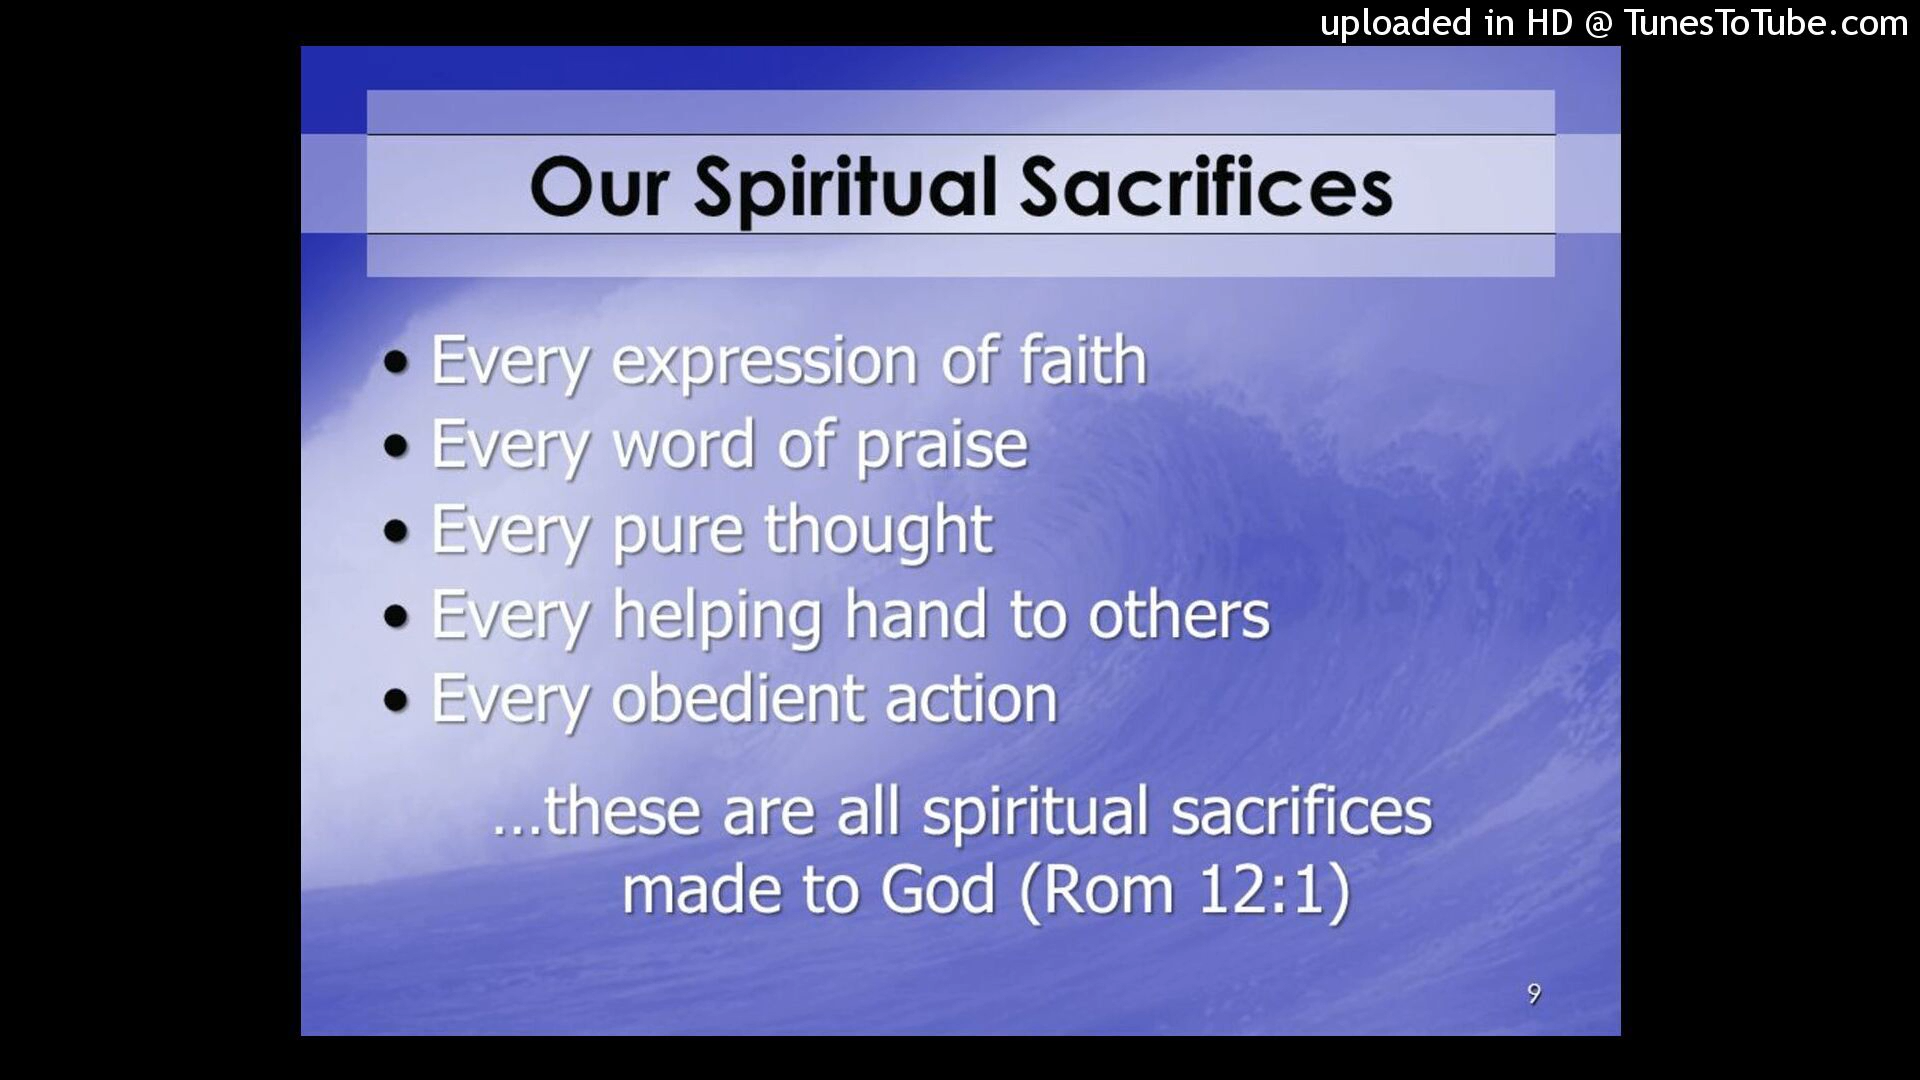 uploaded in HD @ TunesToTube.com
Our Spiritual Sacrifices
• Every expression of faith
• Every word of praise
• Every pure thought
• Every helping hand to others
• Every obedient action
...these are all spiritual sacrifices
made to God (Rom 12:1)
9